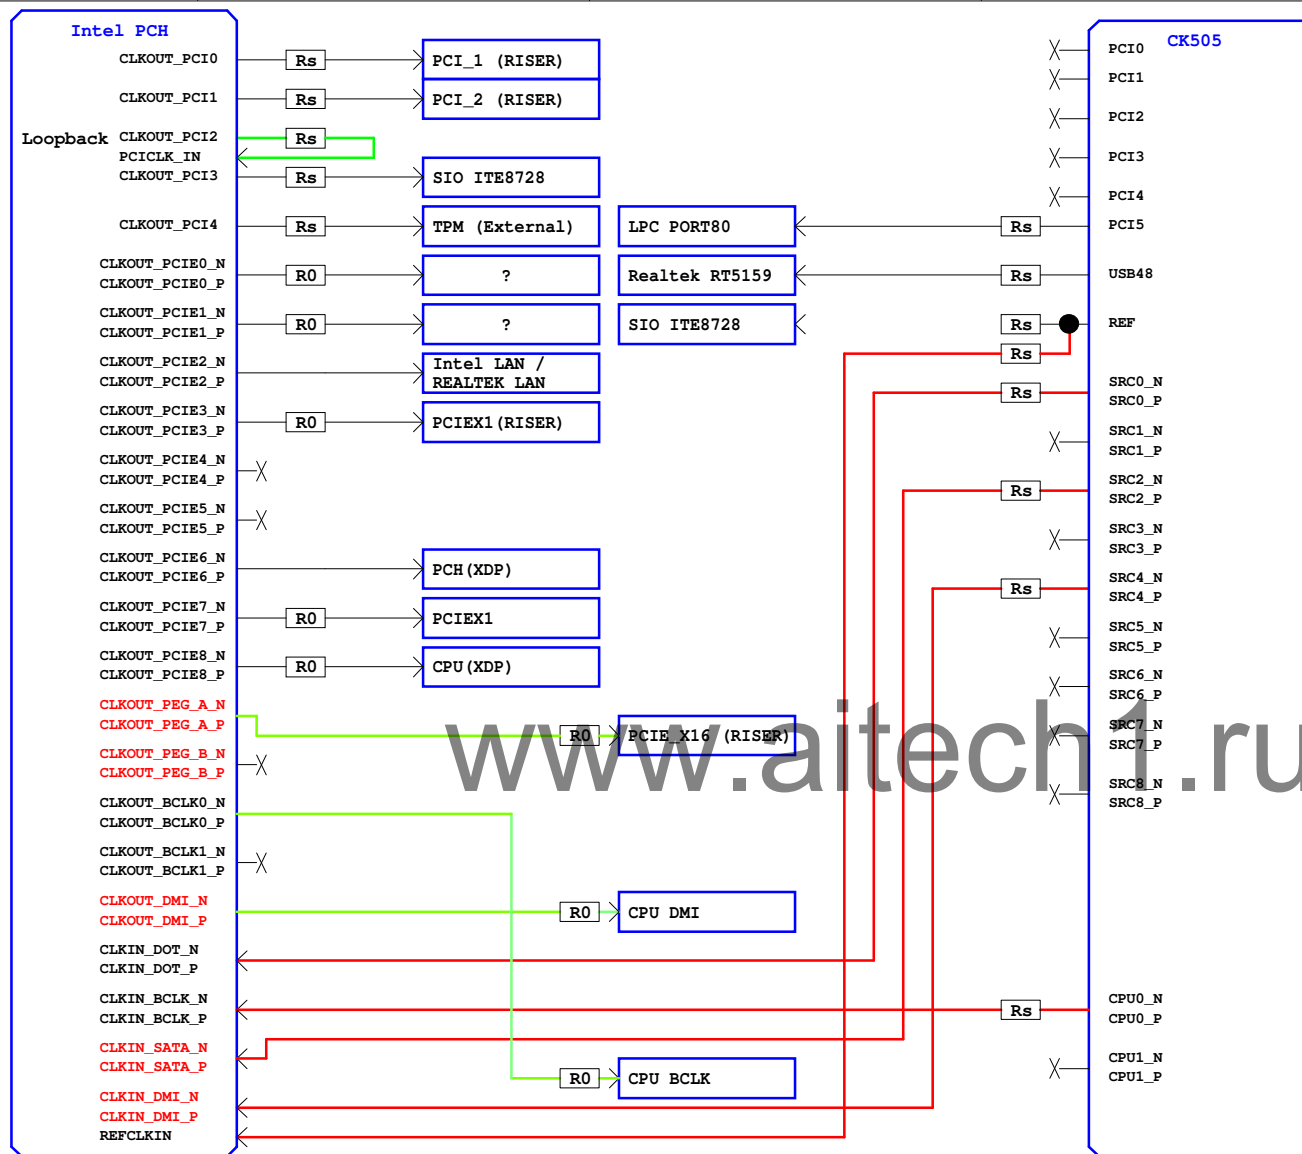 Intel PCH
CLKOUT_PCI0
Rs
PCI_1 (RISER)
CLKOUT_PCI1
Rs
PCI_2 (RISER)
Loopback
CLKOUT_PCI2
Rs
PCICLK_IN
CLKOUT_PCI3
Rs
SIO ITE8728
CLKOUT_PCI4
Rs
TPM (External)
CLKOUT_PCIE0_N
CLKOUT_PCIE0_P
R0
?
CLKOUT_PCIE1_N
CLKOUT_PCIE1_P
R0
?
CLKOUT_PCIE2_N
CLKOUT_PCIE2_P
Intel LAN /
REALTEK LAN
CLKOUT_PCIE3_N
CLKOUT_PCIE3_P
R0
PCIEX1(RISER)
CLKOUT_PCIE4_N
CLKOUT_PCIE4_P
CLKOUT_PCIE5_N
CLKOUT_PCIE5_P
CLKOUT_PCIE6_N
CLKOUT_PCIE6_P
PCH(XDP)
CLKOUT_PCIE7_N
CLKOUT_PCIE7_P
R0
PCIEX1
CLKOUT_PCIE8_N
CLKOUT_PCIE8_P
R0
CPU(XDP)
CLKOUT_PEG_A_N
CLKOUT_PEG_A_P
R0
PCIE_X16 (RISER)
CLKOUT_PEG_B_N
CLKOUT_PEG_B_P
CLKOUT_BCLK0_N
CLKOUT_BCLK0_P
CLKOUT_BCLK1_N
CLKOUT_BCLK1_P
CLKOUT_DMI_N
CLKOUT_DMI_P
R0
CPU DMI
CLKIN_DOT_N
CLKIN_DOT_P
CLKIN_BCLK_N
CLKIN_BCLK_P
CLKIN_SATA_N
CLKIN_SATA_P
R0
CPU BCLK
CLKIN_DMI_N
CLKIN_DMI_P
REFCLKIN
CK505
PCI0
PCI1
PCI2
PCI3
PCI4
LPC PORT80
Rs
PCI5
Realtek RT5159
Rs
USB48
SIO ITE8728
Rs
REF
Rs
Rs
SRC0_N
SRC0_P
SRC1_N
SRC1_P
Rs
SRC2_N
SRC2_P
SRC3_N
SRC3_P
Rs
SRC4_N
SRC4_P
SRC5_N
SRC5_P
SRC6_N
SRC6_P
SRC7_N
SRC7_P
SRC8_N
SRC8_P
Rs
CPU0_N
CPU0_P
CPU1_N
CPU1_P
www.aitech1.ru